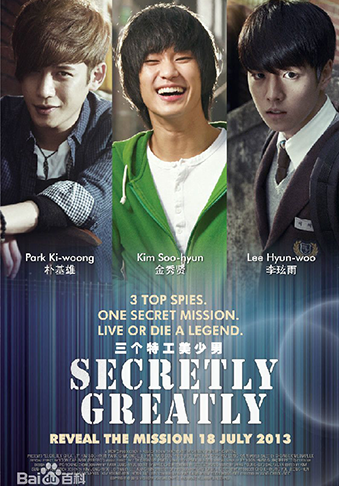 Park Ki-woong
朴基雄
Kim Soo-hyun
金秀贤
Lee Hyun-woo
李玹雨
3 TOP SPIES.
ONE SECRET MISSION.
LIVE OR DIE A LEGEND.
三个特工美少男
SECRETLY
GREATLY
REVEAL THE MISSION 18 JULY 2013
Bai百科